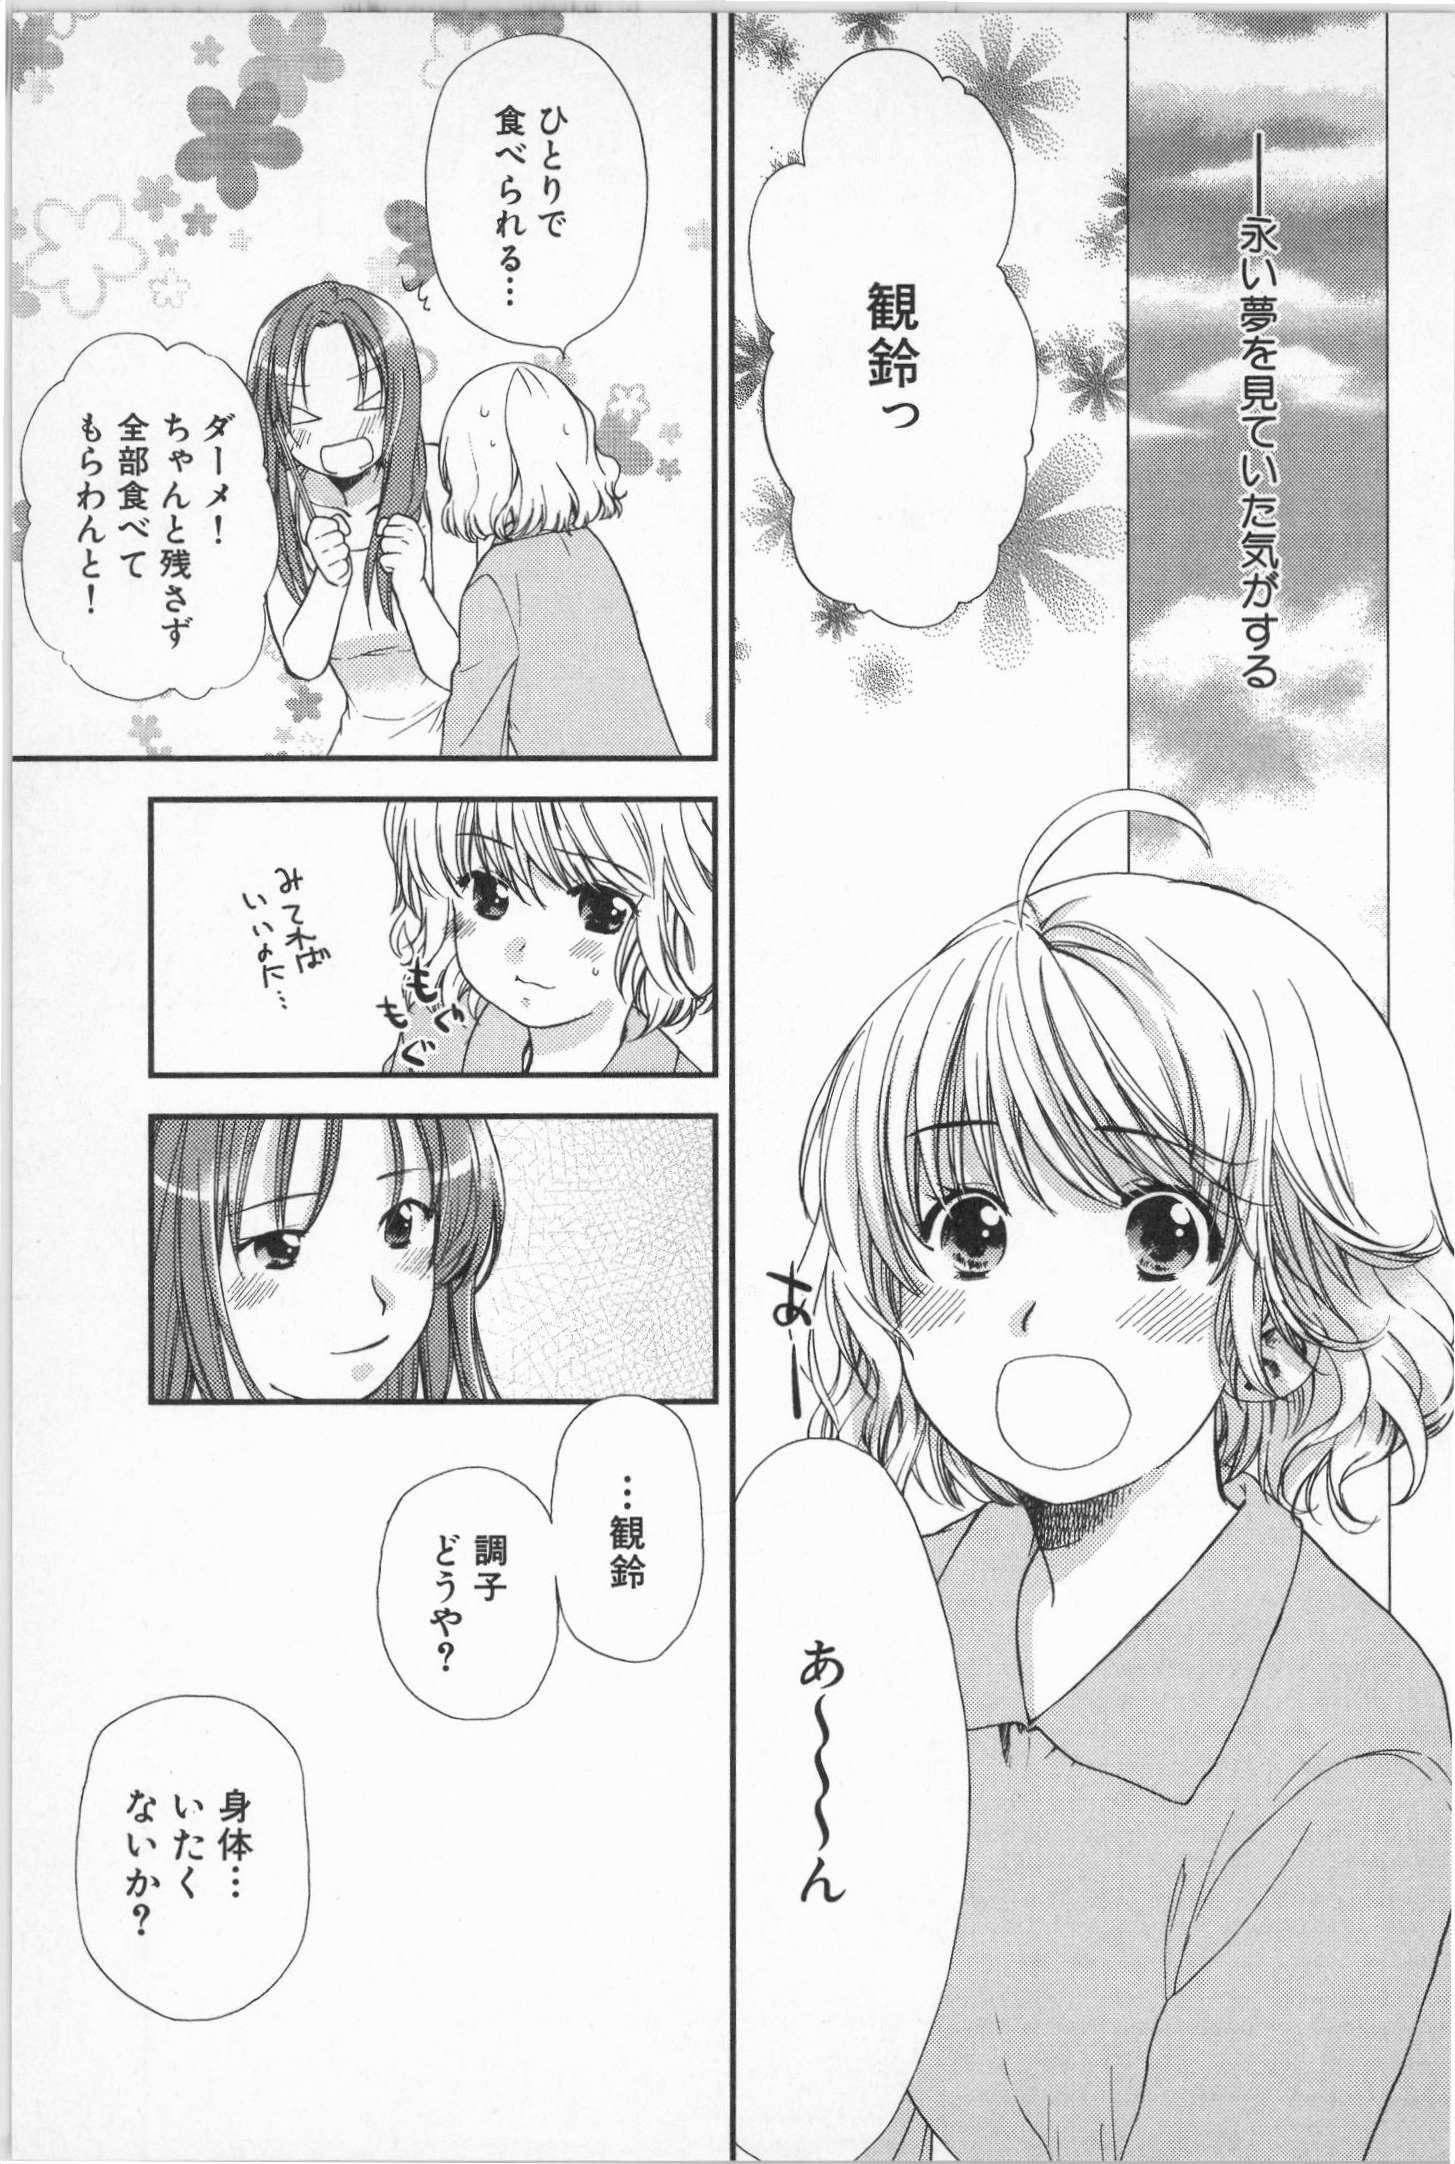 ――永い夢を見ていた気がする
観鈴っ
あー
あ～～～ん
ひとりで
食べられる…
ダーメ！
ちゃんと残さず
全部食べて
もらわんと！
もぐ
もぐ
みてれば
いいよに…
…観鈴
調子
どうや？
身体…
いたく
ないか？